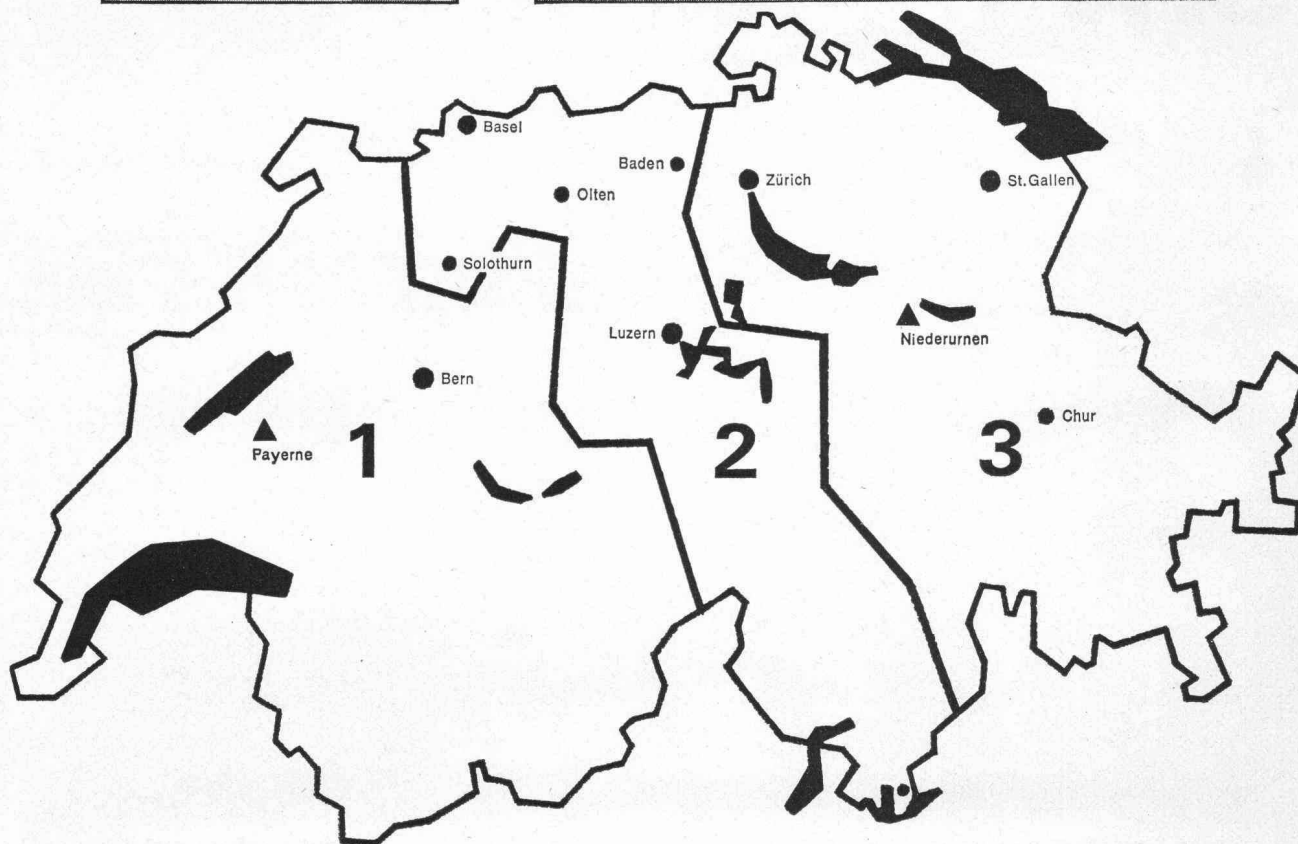 Basel
Baden
Zürich
St.Gallen
Olten
Solothurn
Luzern
Niederurnen
Bern
Chur
Payerne
1
2
3